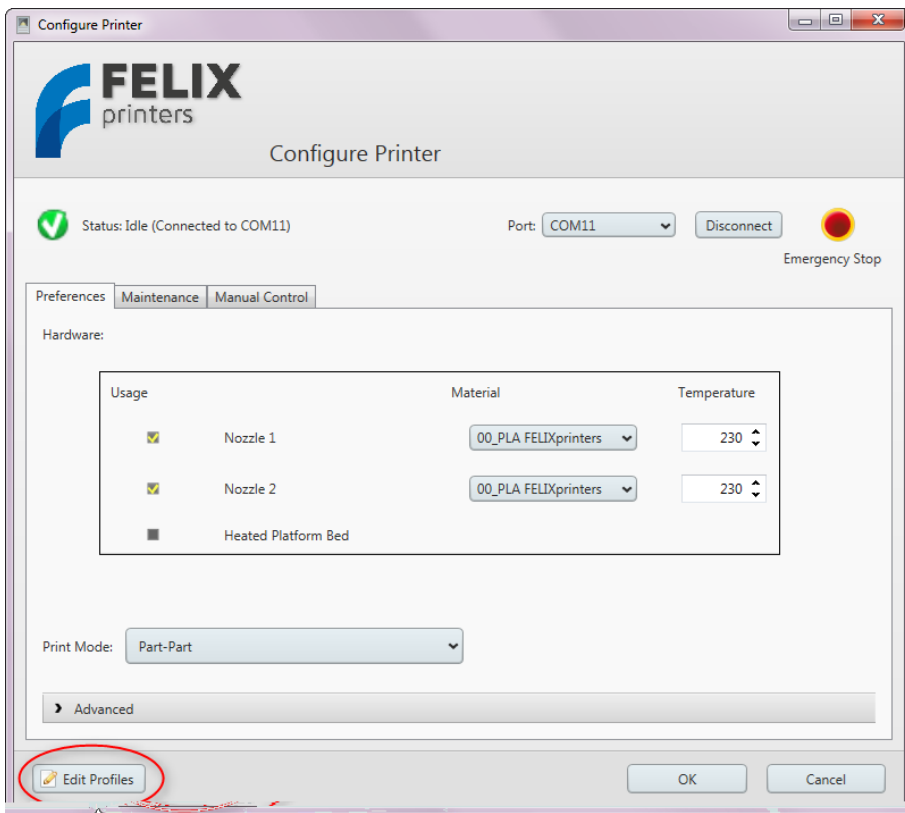 Configure Printer
FELIX
printers
Configure Printer
Status: Idle (Connected to COM11)
Port: COM11
Disconnect
Emergency Stop
Preferences Maintenance Manual Control
Hardware:
Usage Material Temperature
Nozzle 1 00_PLA FELIXprinters 230
Nozzle 2 00_PLA FELIXprinters 230
Heated Platform Bed
Print Mode: Part-Part
Advanced
Edit Profiles OK Cancel